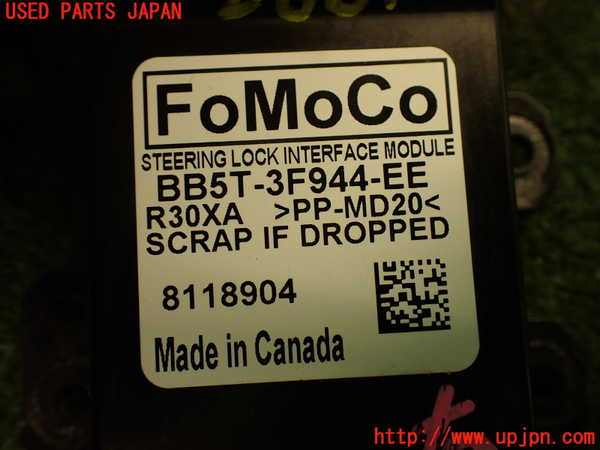 USED PARTS JAPAN
FoMoCo
STEERING LOCK INTERFACE MODULE
BB5T-3F944-EE
R30XA >PP-MD20<
SCRAP IF DROPPED
8118904
Made in Canada
http://www.upjpn.com/